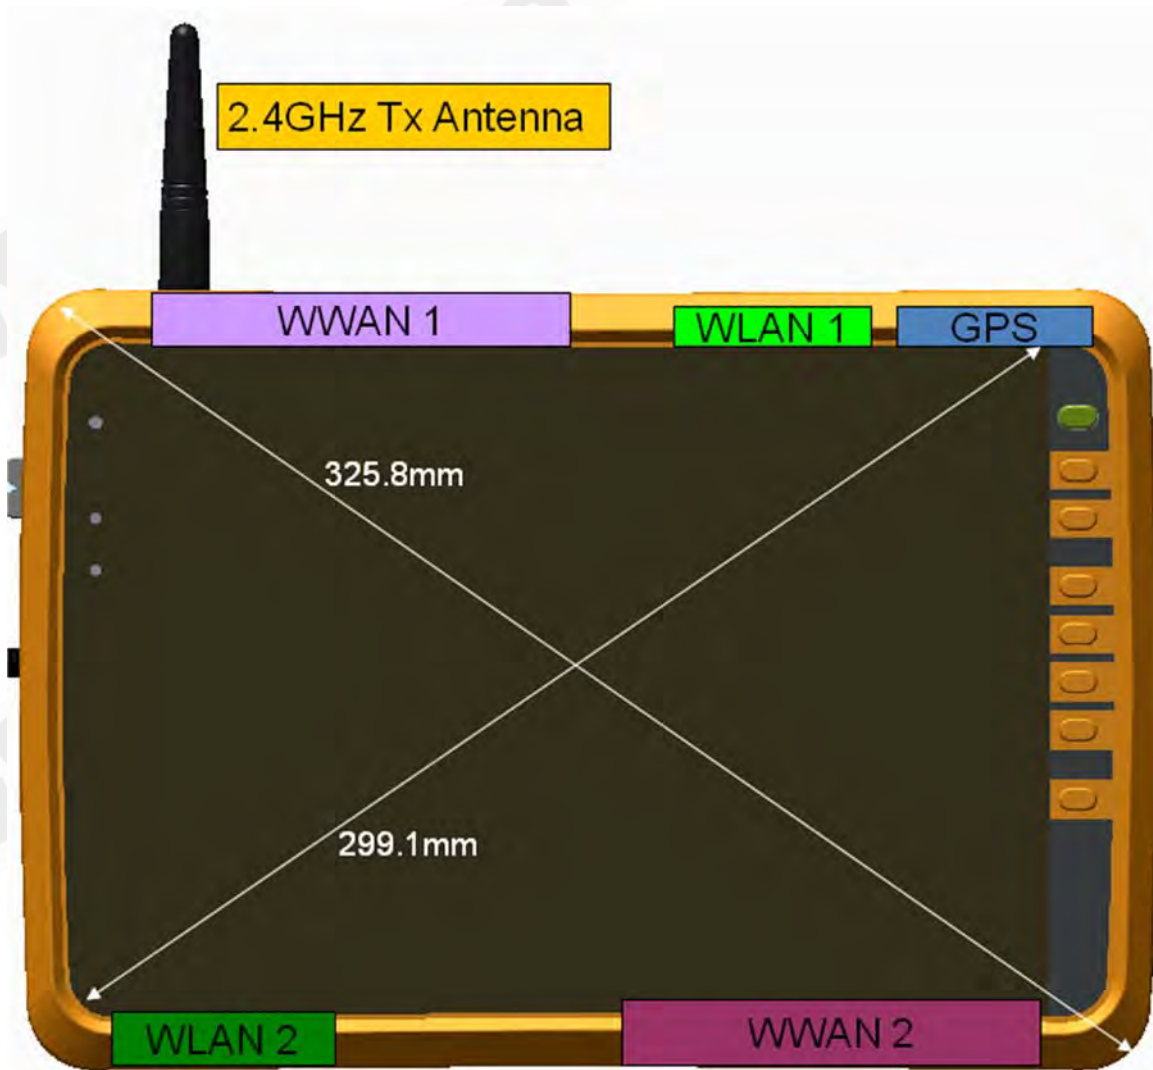 2.4GHz Tx Antenna
WWAN 1
WLAN 1
GPS
325.8mm
299.1mm
WLAN 2
WWAN 2